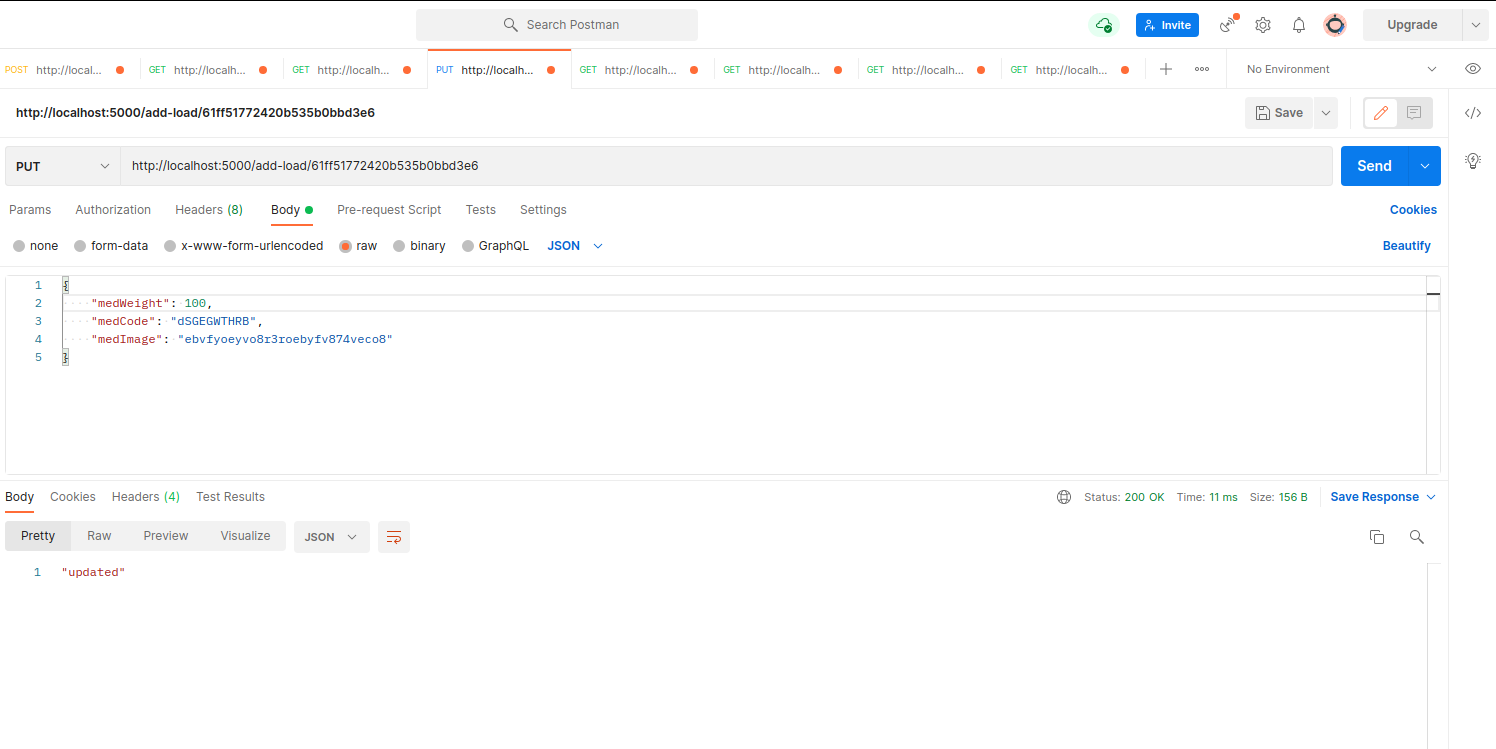 Search Postman
Invite
Upgrade
POST http://local...
GET http://localh...
GET http://localh...
PUT http://localh...
GET http://localh...
GET http://localh...
GET http://localh...
GET http://localh...
No Environment
http://localhost:5000/add-load/61ff51772420b535b0bbd3e6
Save
PUT
http://localhost:5000/add-load/61ff51772420b535b0bbd3e6
Send
Params Authorization Headers (8) Body Pre-request Script Tests Settings Cookies
none form-data x-www-form-urlencoded raw binary GraphQL JSON Beautify
1 {
2 "medWeight": 100,
3 "medCode": "dSGEGWTHRB",
4 "medImage": "ebvfyoeyvo8r3roebyfv874veco8"
5 }
Body Cookies Headers (4) Test Results Status: 200 OK Time: 11 ms Size: 156 B Save Response
Pretty Raw Preview Visualize JSON
1 "updated"